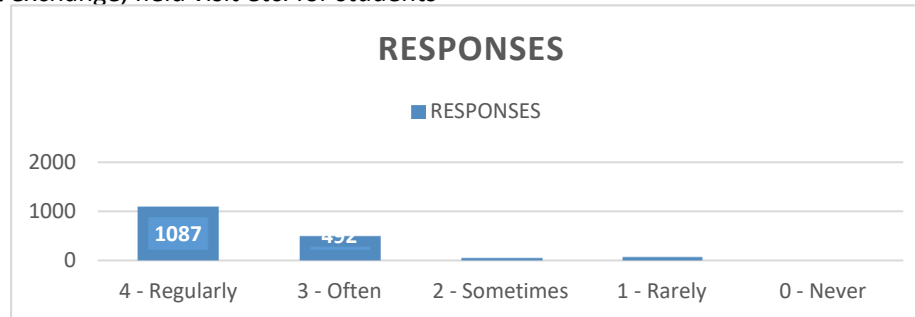 exchange, field visit etc. for students
RESPONSES
RESPONSES
2000
1000
0
1087
492
4 - Regularly
3 - Often
2 - Sometimes
1 - Rarely
0 - Never